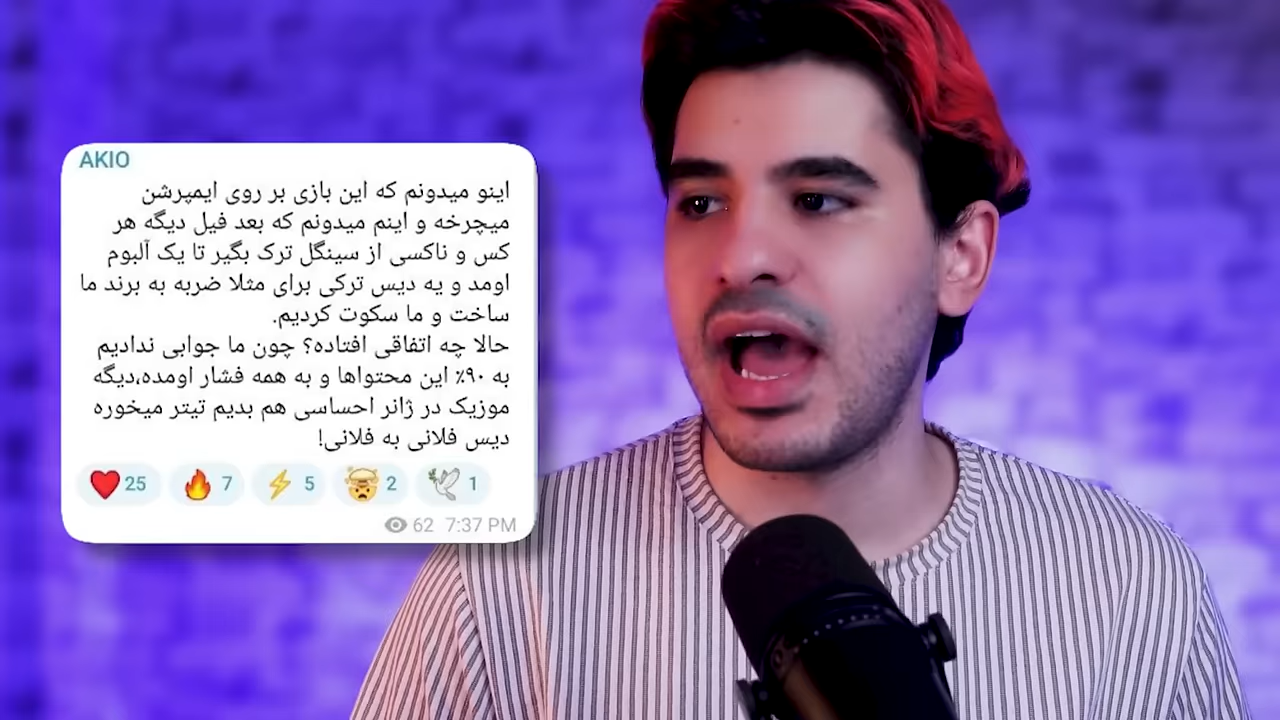 AKIO
اینو میدونم که این بازی بر روی ایمپرشن
میچرخه و اینم میدونم که بعد فیل دیگه هر
کس و ناکسی از سینگل ترک بگیر تا یک آلبوم
اومد و یه دیس ترکی برای مثلا ضربه به برند ما
ساخت و ما سکوت کردیم.
حالا چه اتفاقی افتاده؟ چون ما جوابی ندادیم
به ۹۰٪ این محتواها و به همه فشار اومده،دیگه
موزیک در ژانر احساسی هم بدیم تیتر میخوره
دیس فلانی به فلانی!
25 7 5 2 1
62 7:37 PM